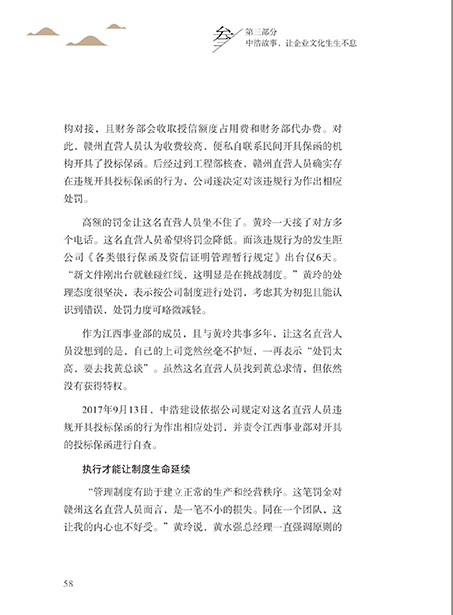 叁
第三部分
中浩故事，让企业文化生生不息
构对接，且财务部会收取授信额度占用费和财务部代办费。对
此，赣州直营人员认为收费较高，便私自联系民间开具保函的机
构开具了投标保函。后经过到工程部核查，赣州直营人员确实存
在违规开具投标保函的行为，公司遂决定对该违规行为作出相应
处罚。
高额的罚金让这名直营人员坐不住了。黄玲一天接了对方多
个电话。这名直营人员希望将罚金降低。而该违规行为的发生距
公司《各类银行保函及资信证明管理暂行规定》出台仅6天。
“新文件刚出台就触碰红线，这明显是在挑战制度。”黄玲的处
理态度很坚决，表示按公司制度进行处罚，考虑其为初犯且能认
识到错误，处罚力度可略微减轻。
作为江西事业部的成员，且与黄玲共事多年，让这名直营人
员没想到的是，自己的上司竟然丝毫不护短，一再表示“处罚太
高，要去找黄总谈”。虽然这名直营人员找到黄总求情，但依然
没有获得特权。
2017年9月13日，中浩建设依据公司规定对这名直营人员违
规开具投标保函的行为作出相应处罚，并责令江西事业部对开具
的投标保函进行自查。
执行才能让制度生命延续
“管理制度有助于建立正常的生产和经营秩序。这笔罚金对
赣州这名直营人员而言，是一笔不小的损失。同在一个团队，这
让我的内心也不好受。”黄玲说，黄水强总经理一直强调原则的
58